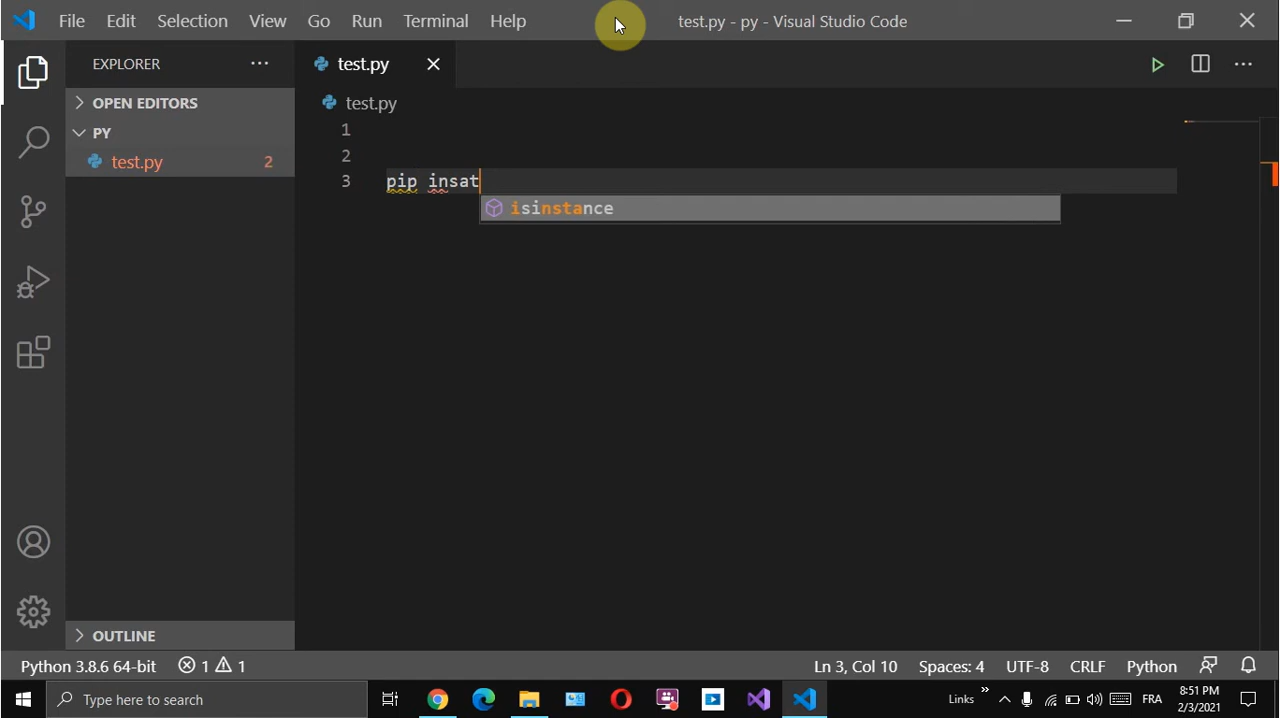 File Edit Selection View Go Run Terminal Help test.py - py - Visual Studio Code
EXPLORER
test.py
OPEN EDITORS
PY
test.py 2
test.py
1
2
3 pip insat
isinstance
OUTLINE
Python 3.8.6 64-bit 1 1 Ln 3, Col 10 Spaces: 4 UTF-8 CRLF Python
Type here to search Links FRA 8:51 PM
2/3/2021